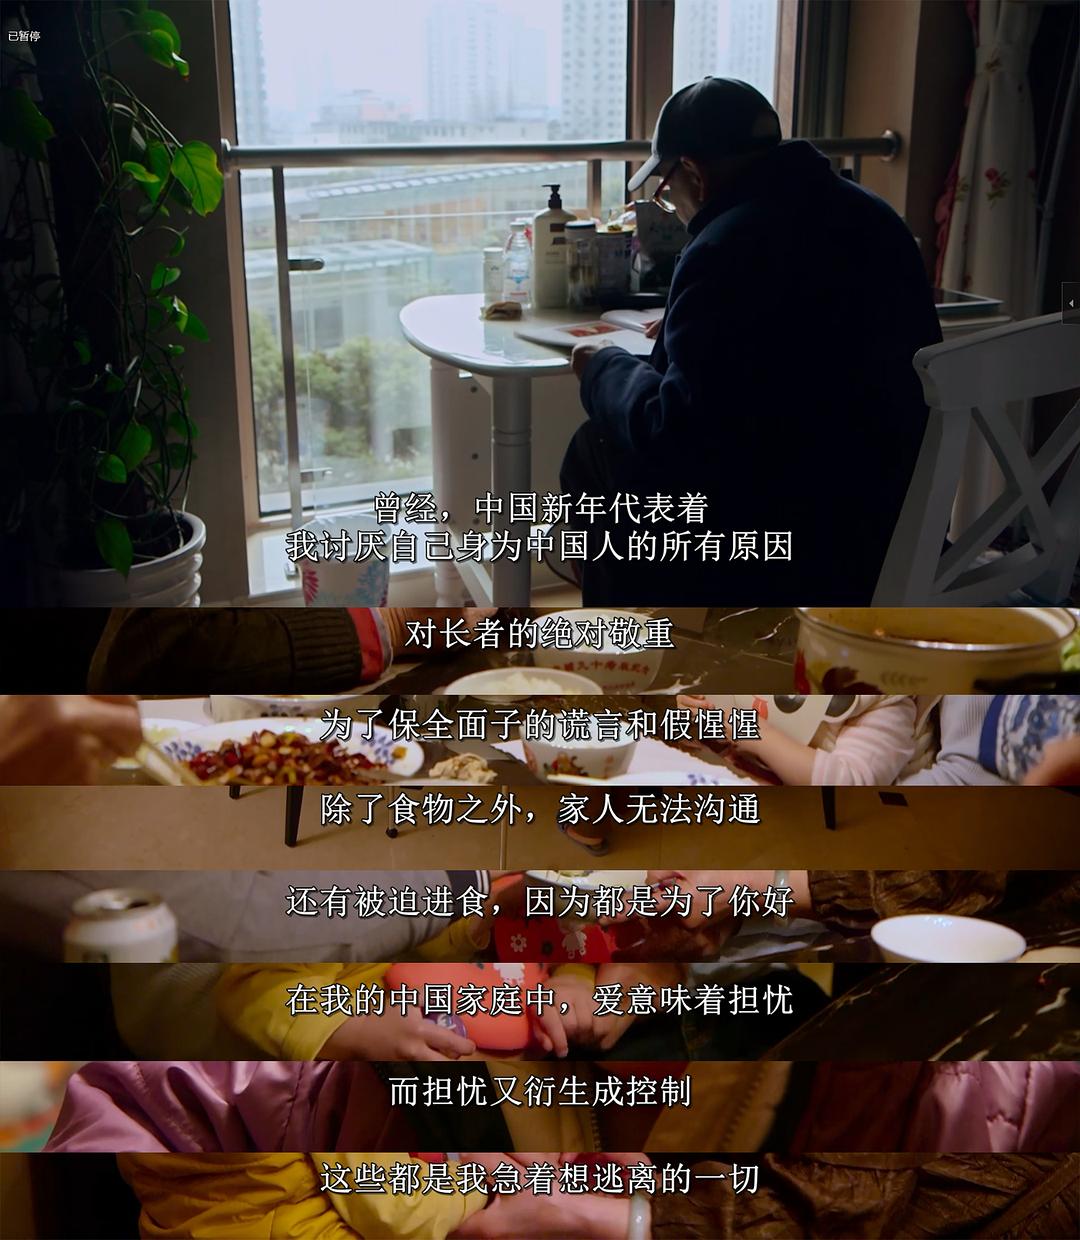 已暂停
曾经，中国新年代表着
我讨厌自己身为中国人的所有原因
对长者的绝对敬重
为了保全面子的谎言和假惺惺
除了食物之外，家人无法沟通
还有被迫进食，因为都是为了你好
在我的中国家庭中，爱意味着担忧
而担忧又衍生成控制
这些都是我急着想逃离的一切